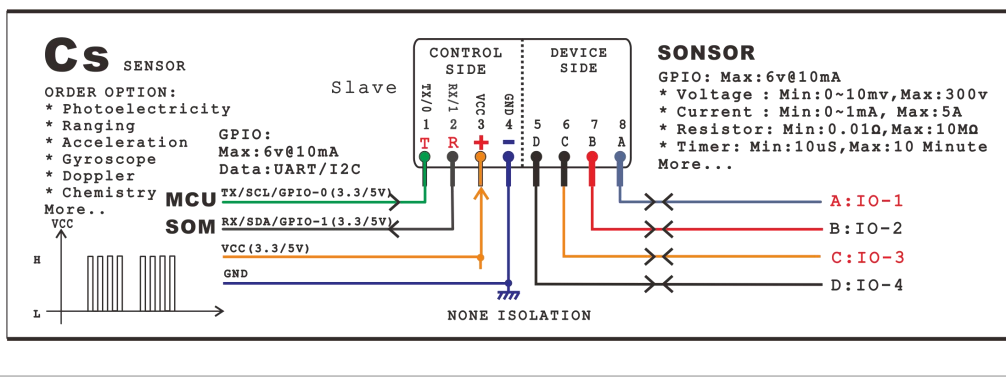 Cs SENSOR
ORDER OPTION:
* Photoelectricity
* Ranging
* Acceleration
* Gyroscope
* Doppler
* Chemistry
More..
VCC
H
L
GPIO:
Max:6v@10mA
Data:UART/I2C
MCU TX/SCL/GPIO-0(3.3/5V)
SOM RX/SDA/GPIO-1(3.3/5V)
VCC(3.3/5V)
GND
Slave
CONTROL SIDE
DEVICE SIDE
TX/0 RX/1 VCC GND
1 2 3 4 5 6 7 8
T R + − D C B A
NONE ISOLATION
SONSOR
GPIO: Max:6v@10mA
* Voltage : Min:0~10mv,Max:300v
* Current : Min:0~1mA, Max:5A
* Resistor: Min:0.01Ω,Max:10MΩ
* Timer: Min:10uS,Max:10 Minute
More...
A:IO-1
B:IO-2
C:IO-3
D:IO-4